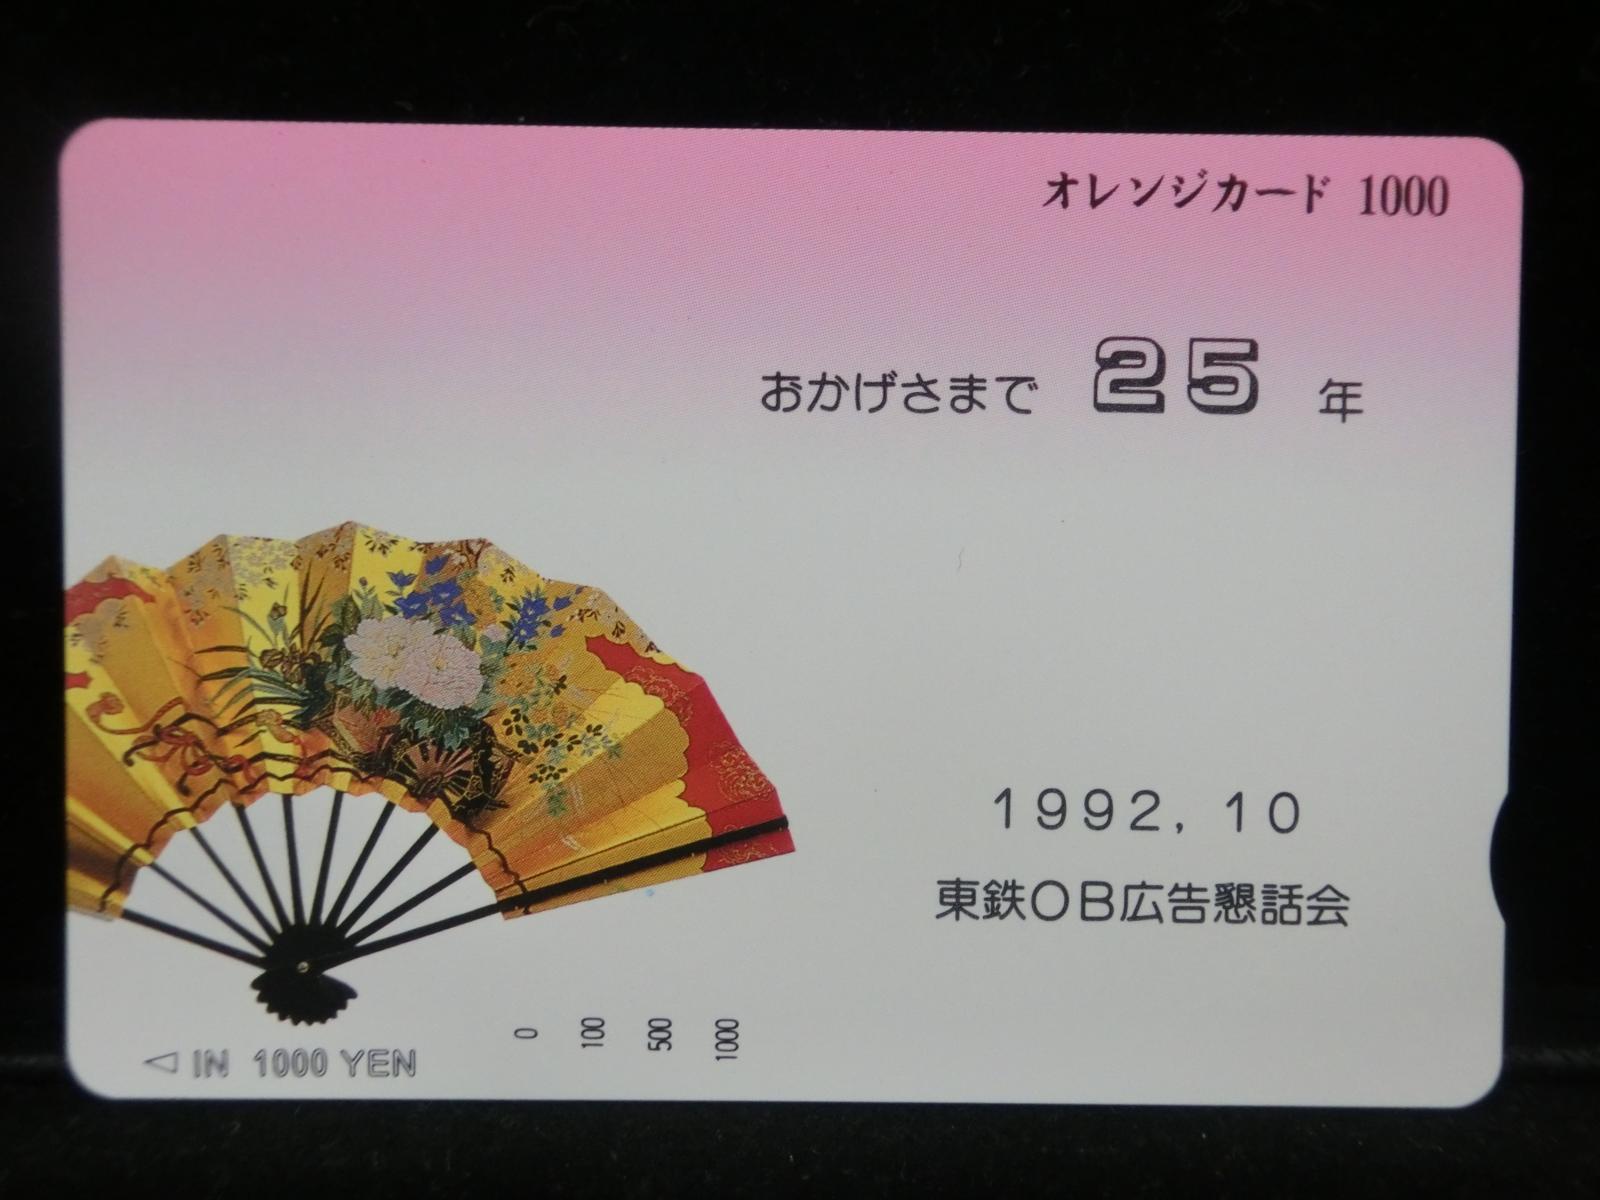 オレンジカード 1000
おかげさまで 25 年
1992.10
東鉄OB広告懇話会
0 100 500 1000
◁ IN 1000 YEN